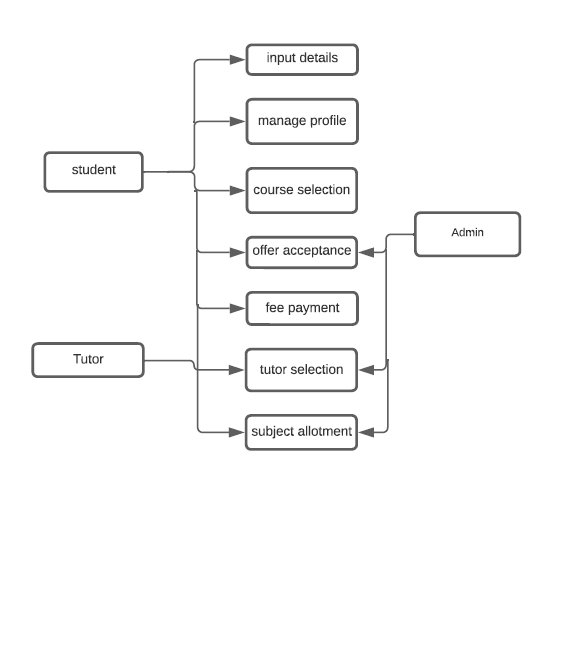 input details
manage profile
student
course selection
Admin
offer acceptance
fee payment
Tutor
tutor selection
subject allotment